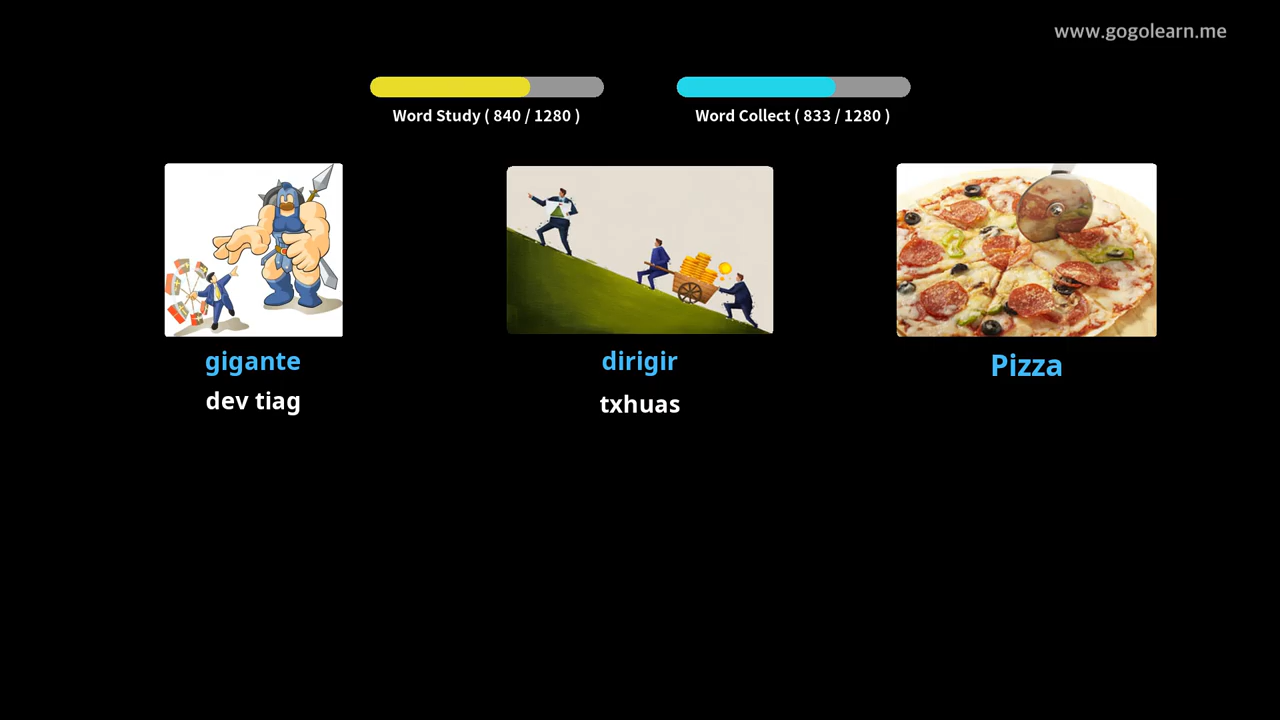 www.gogolearn.me
Word Study ( 840 / 1280 )
Word Collect ( 833 / 1280 )
gigante
dev tiag
dirigir
txhuas
Pizza